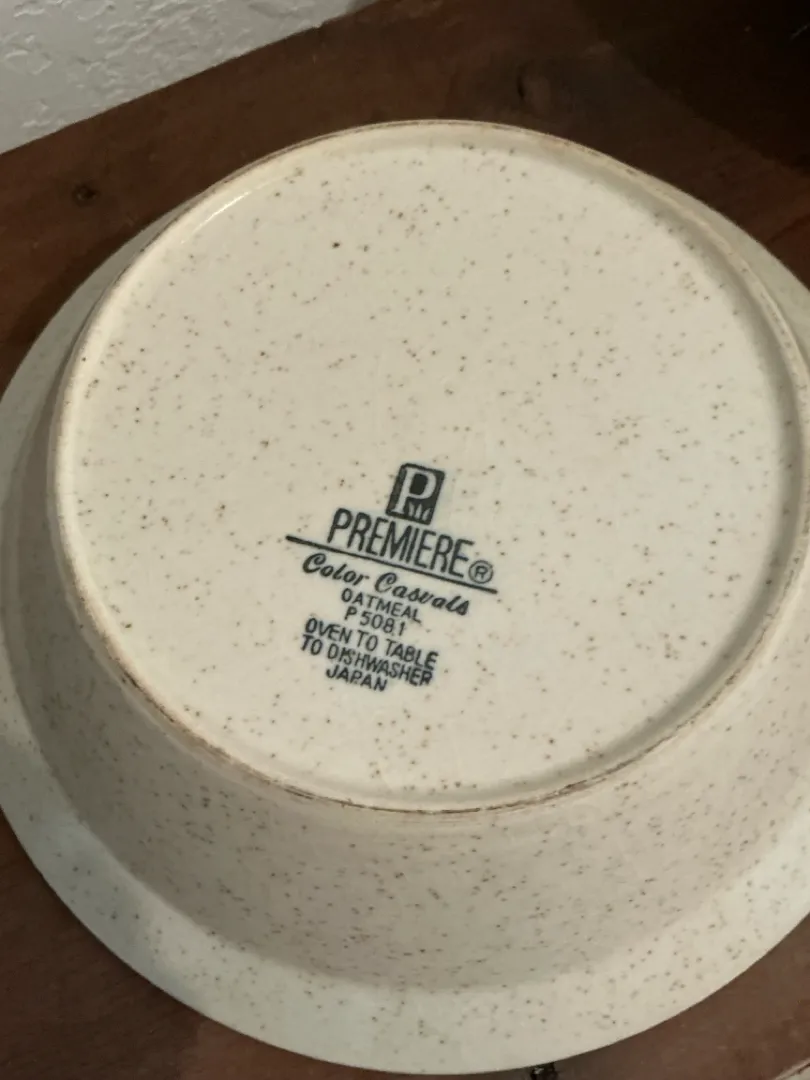 P
PREMIERE®
Color Casuals
OATMEAL
P 5081
OVEN TO TABLE
TO DISHWASHER
JAPAN